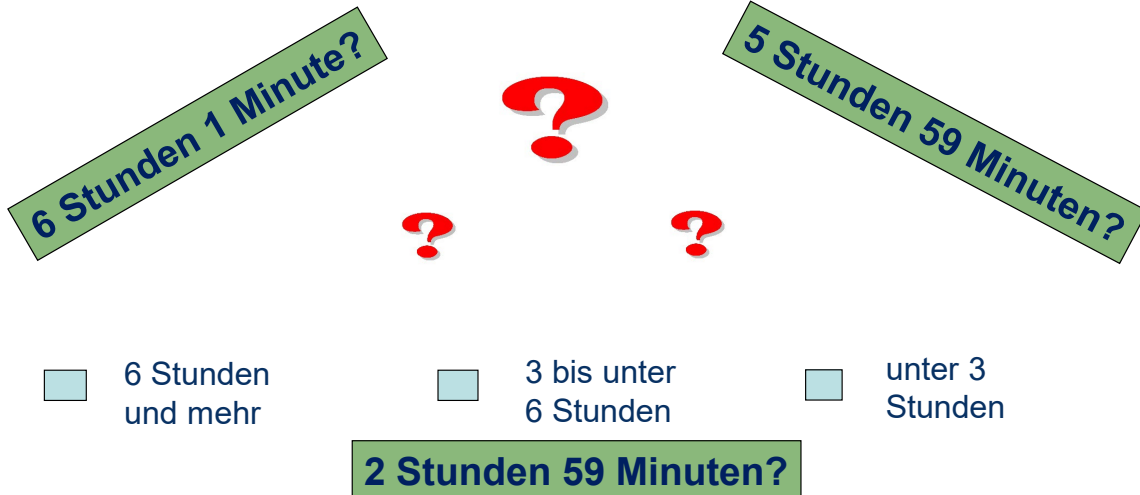 6 Stunden 1 Minute?
5 Stunden 59 Minuten?
?
?
?
6 Stunden
und mehr
3 bis unter
6 Stunden
unter 3
Stunden
2 Stunden 59 Minuten?